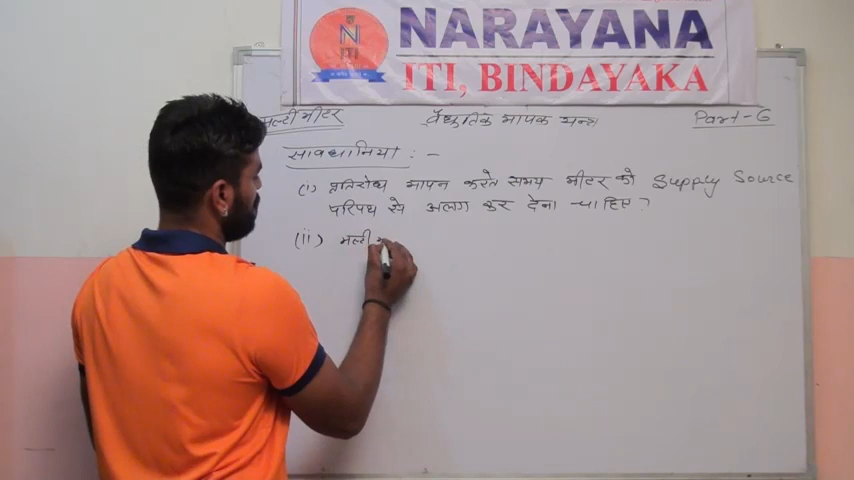 N
ITI
NARAYANA
ITI, BINDAYAKA
मल्टीमीटर वैद्युतिक मापक यन्त्र Part-6
सावधानिया :-
(i) प्रतिरोध मापन करते समय मीटर को Supply Source
परिपथ से अलग कर देना चाहिए ?
(ii) मल्टी